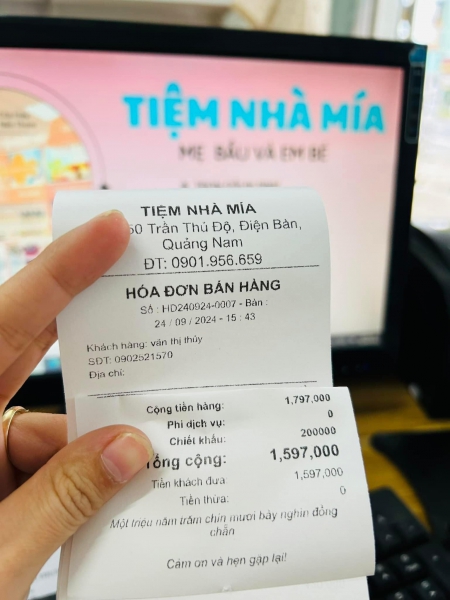 TIỆM NHÀ MÍA
MẸ BẦU VÀ EM BÉ
TIỆM NHÀ MÍA
50 Trần Thủ Độ, Điện Bàn,
Quảng Nam
ĐT: 0901.956.659
HÓA ĐƠN BÁN HÀNG
Số : HD240924-0007 - Bàn :
24 / 09 / 2024 - 15 : 43
Khách hàng: văn thị thủy
SĐT: 0902521570
Địa chỉ:
Cộng tiền hàng: 1,797,000
Phí dịch vụ: 0
Chiết khấu: 200000
Tổng cộng: 1,597,000
Tiền khách đưa 1,597,000
Tiền thừa: 0
Một triệu năm trăm chín mươi bảy nghìn đồng
chẵn
Cảm ơn và hẹn gặp lại!